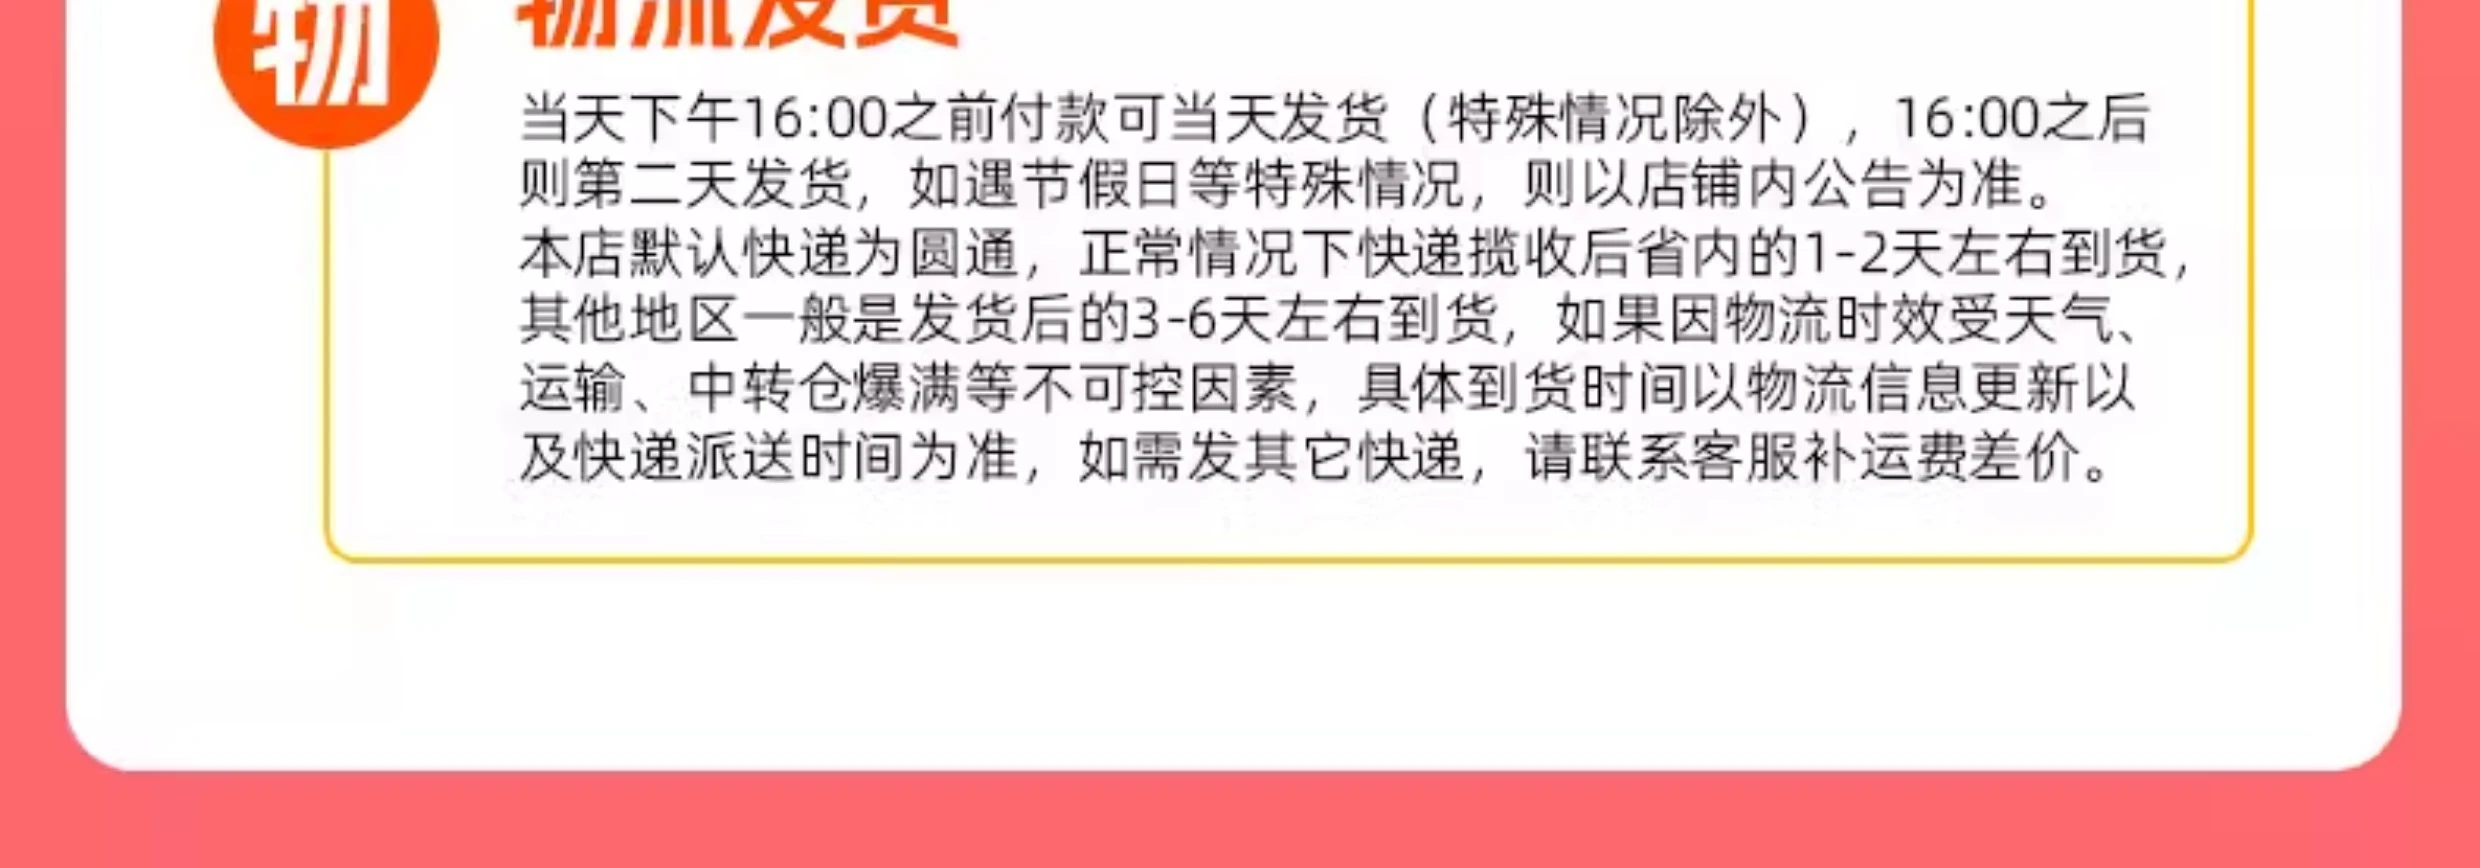 物
物流发货
当天下午16:00之前付款可当天发货（特殊情况除外），16:00之后
则第二天发货，如遇节假日等特殊情况，则以店铺内公告为准。
本店默认快递为圆通，正常情况下快递揽收后省内的1-2天左右到货，
其他地区一般是发货后的3-6天左右到货，如果因物流时效受天气、
运输、中转仓爆满等不可控因素，具体到货时间以物流信息更新以
及快递派送时间为准，如需发其它快递，请联系客服补运费差价。